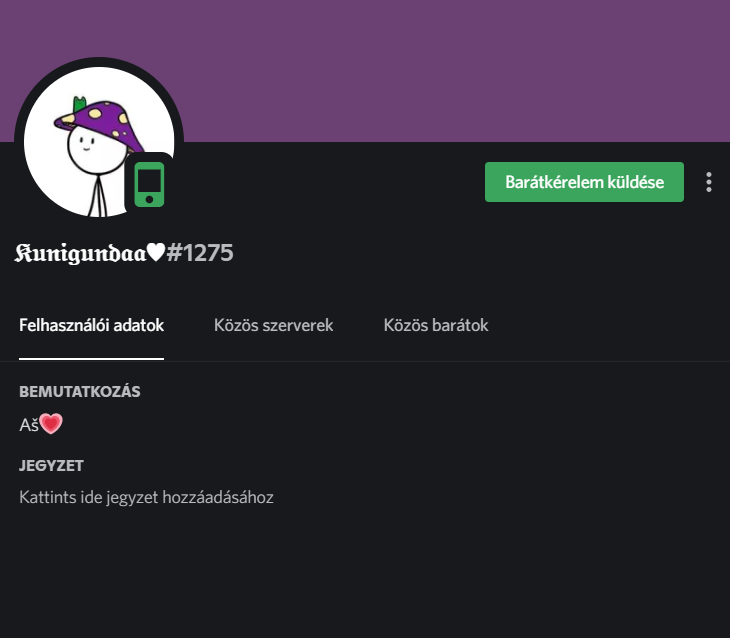 Barátkérelem küldése
𝕶𝖚𝖓𝖎𝖌𝖚𝖓𝖉𝖆𝖆♥#1275
Felhasználói adatok Közös szerverek Közös barátok
BEMUTATKOZÁS
Aš💗
JEGYZET
Kattints ide jegyzet hozzáadásához